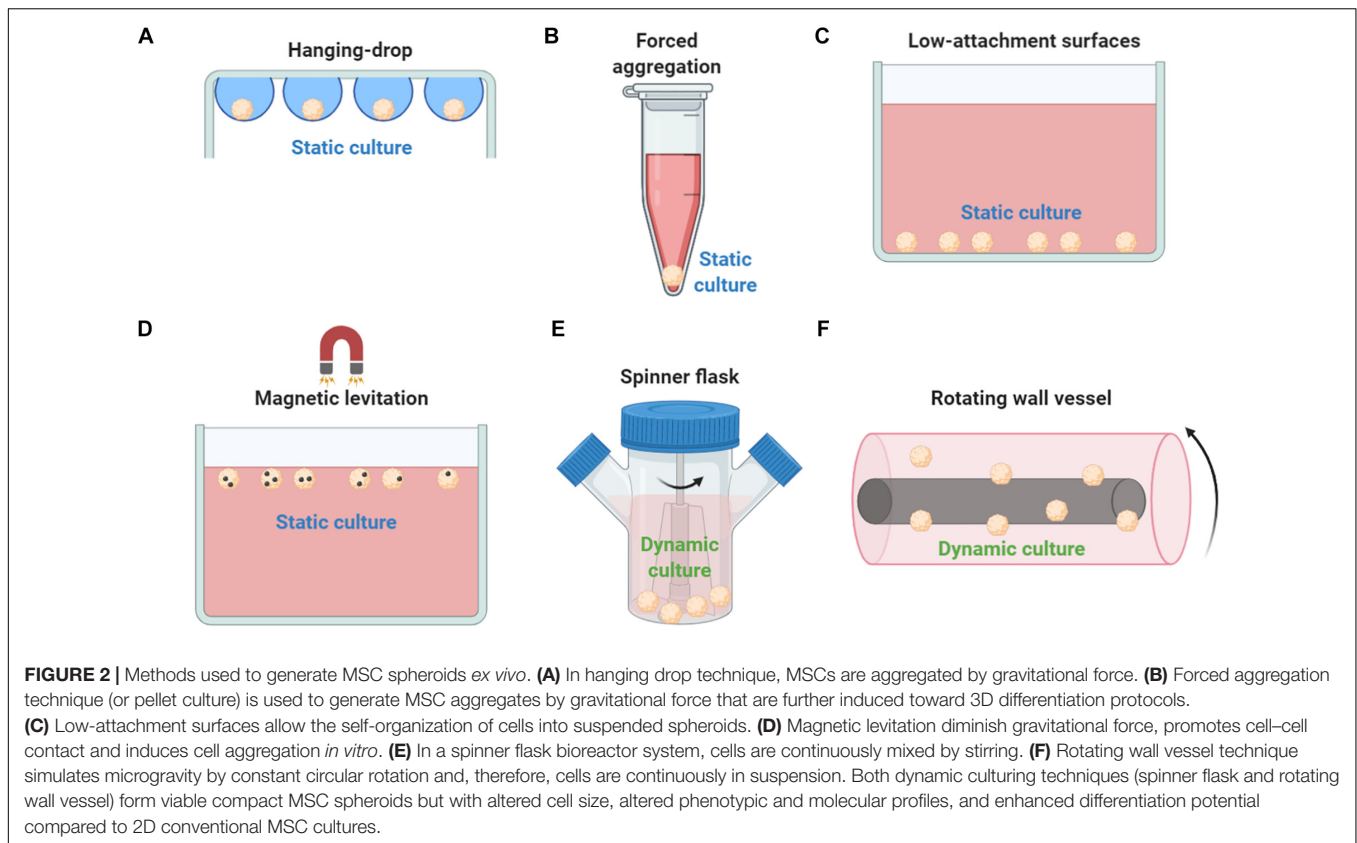 A
Hanging-drop
Static culture
B
Forced
aggregation
Static
culture
C
Low-attachment surfaces
Static culture
D
Magnetic levitation
Static culture
E
Spinner flask
Dynamic
culture
F
Rotating wall vessel
Dynamic culture
FIGURE 2 | Methods used to generate MSC spheroids ex vivo. (A) In hanging drop technique, MSCs are aggregated by gravitational force. (B) Forced aggregation
technique (or pellet culture) is used to generate MSC aggregates by gravitational force that are further induced toward 3D differentiation protocols.
(C) Low-attachment surfaces allow the self-organization of cells into suspended spheroids. (D) Magnetic levitation diminish gravitational force, promotes cell–cell
contact and induces cell aggregation in vitro. (E) In a spinner flask bioreactor system, cells are continuously mixed by stirring. (F) Rotating wall vessel technique
simulates microgravity by constant circular rotation and, therefore, cells are continuously in suspension. Both dynamic culturing techniques (spinner flask and rotating
wall vessel) form viable compact MSC spheroids but with altered cell size, altered phenotypic and molecular profiles, and enhanced differentiation potential
compared to 2D conventional MSC cultures.